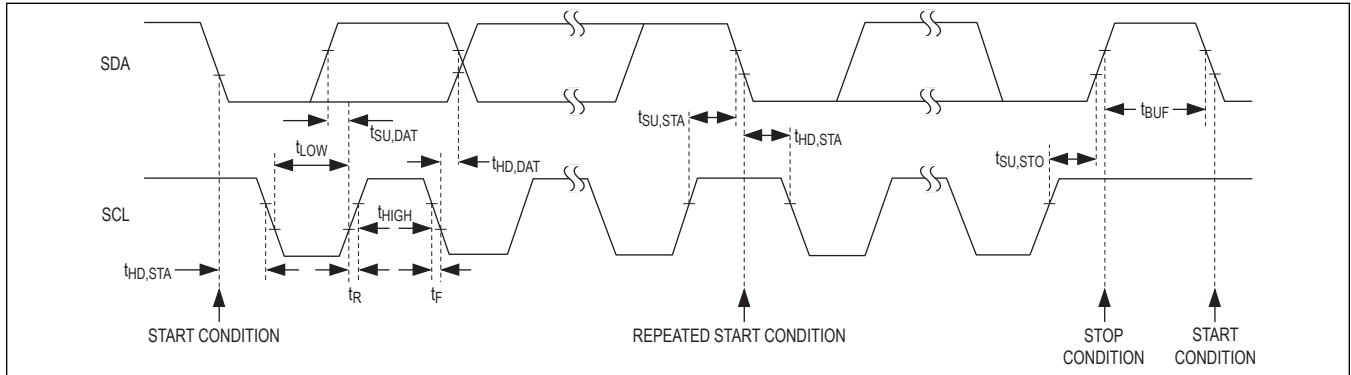 SDA
tSU,DAT
tSU,STA
tHD,STA
tBUF
tLOW
tHD,DAT
tSU,STO
SCL
tHIGH
tHD,STA
tR
tF
START CONDITION
REPEATED START CONDITION
STOP
CONDITION
START
CONDITION